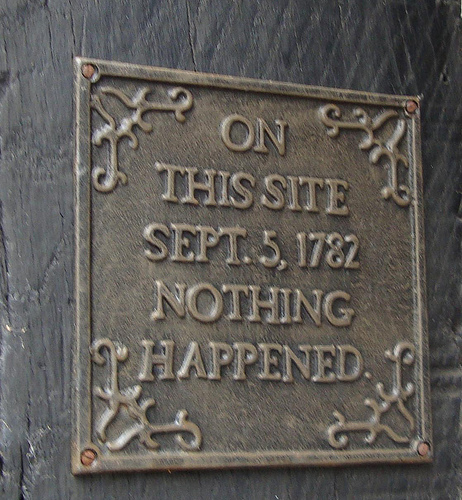 ON
THIS SITE
SEPT. 5, 1782
NOTHING
HAPPENED.